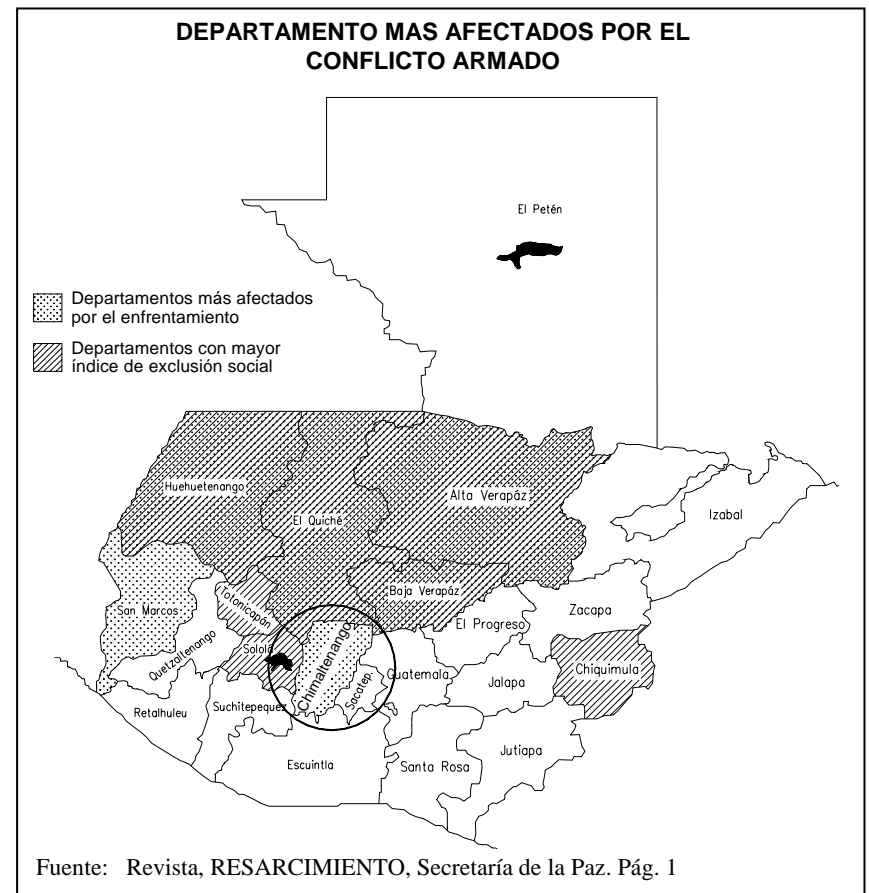 DEPARTAMENTO MAS AFECTADOS POR EL
CONFLICTO ARMADO
El Petén
Departamentos más afectados
por el enfrentamiento
Departamentos con mayor
índice de exclusión social
Huehuetenango
El Quiché
Alta Verapáz
Izabal
San Marcos
Totonicapán
Baja Verapáz
Zacapa
El Progreso
Quetzaltenango
Sololá
Chimaltenango
Sacatep.
Guatemala
Chiquimula
Jalapa
Retalhuleu
Suchitepequez
Jutiapa
Escuintla
Santa Rosa
Fuente: Revista, RESARCIMIENTO, Secretaría de la Paz. Pág. 1